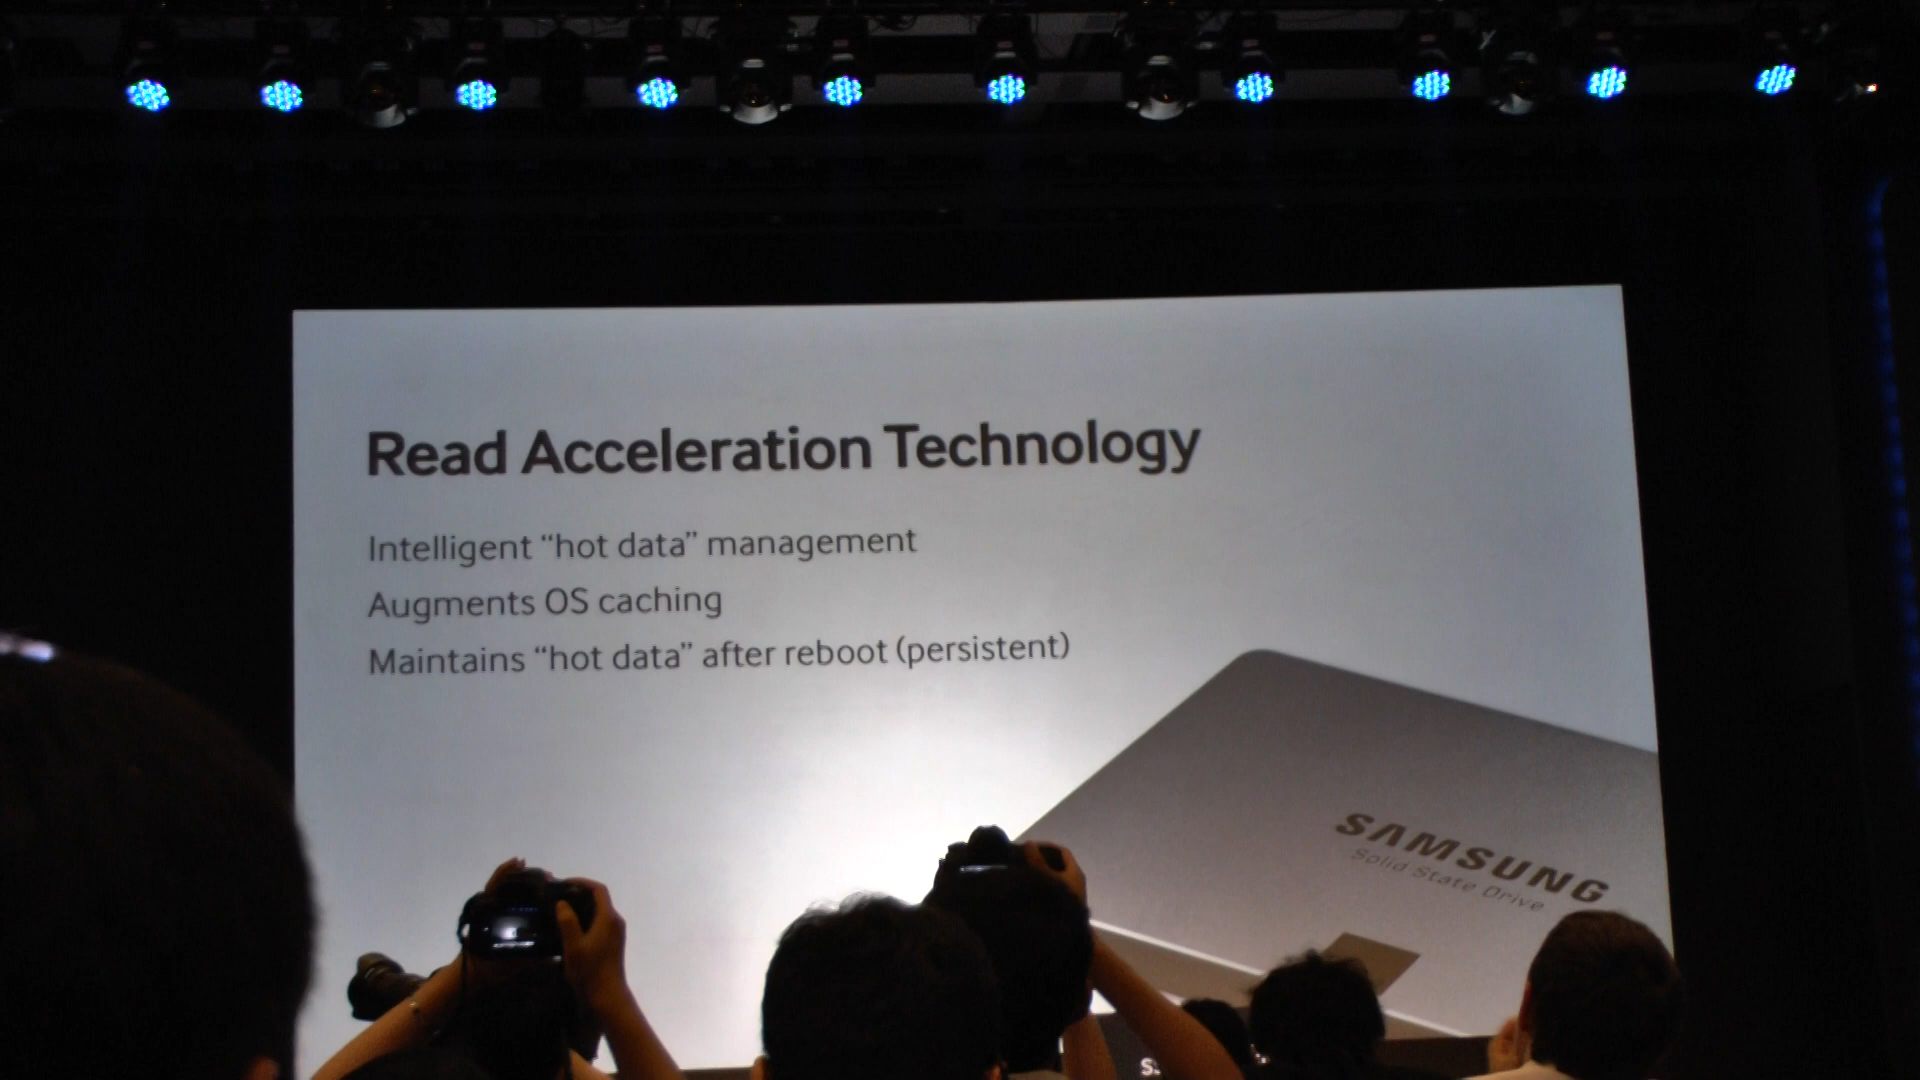 Read Acceleration Technology
Intelligent “hot data” management
Augments OS caching
Maintains “hot data” after reboot (persistent)
SAMSUNG
Solid State Drive